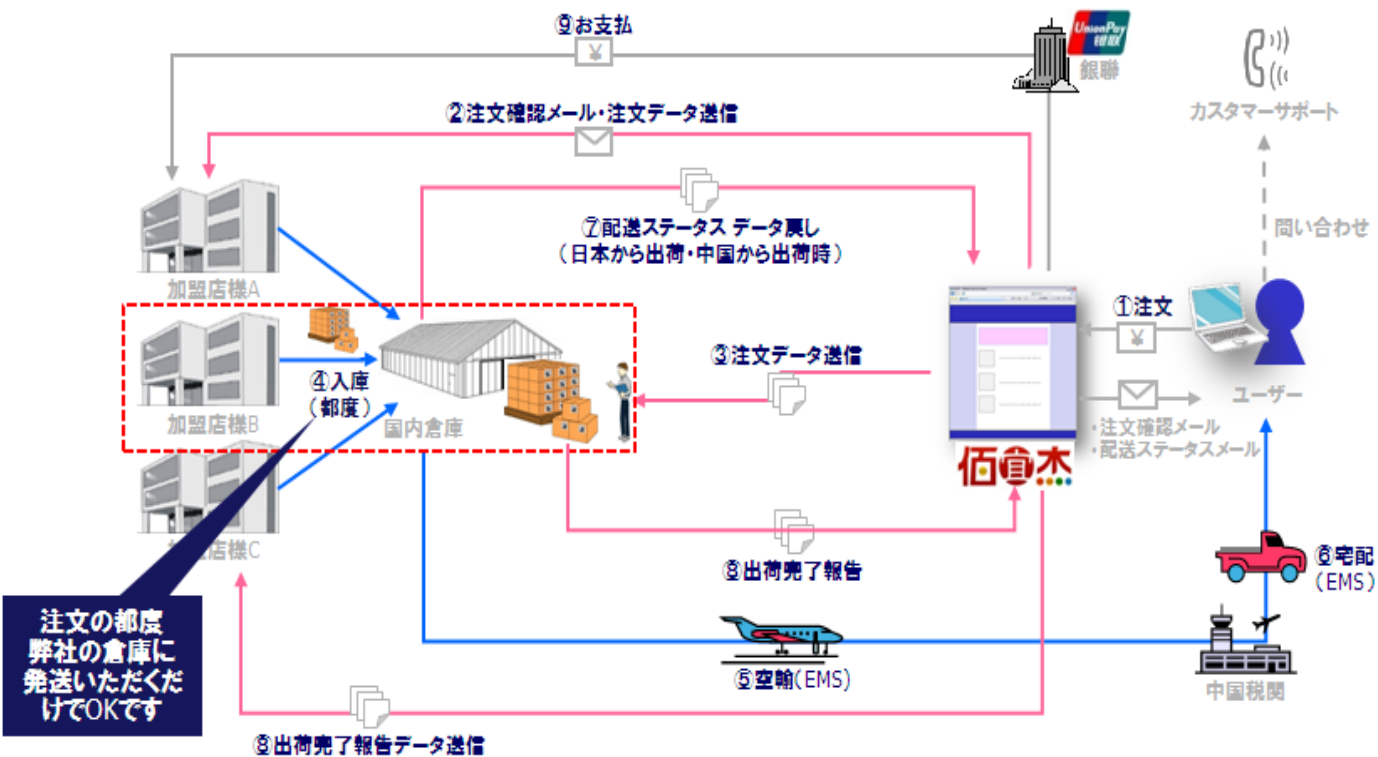 ⑨お支払
¥
UnionPay
银联
銀聯
カスタマーサポート
②注文確認メール・注文データ送信
⑦配送ステータス データ戻し
（日本から出荷・中国から出荷時）
問い合わせ
加盟店様A
①注文
¥
③注文データ送信
④入庫
（都度）
ユーザー
加盟店様B
国内倉庫
・注文確認メール
・配送ステータスメール
佰宜木
加盟店様C
⑧出荷完了報告
⑥宅配
（EMS）
注文の都度
弊社の倉庫に
発送いただくだ
けでOKです
⑤空輸（EMS）
中国税関
⑧出荷完了報告データ送信